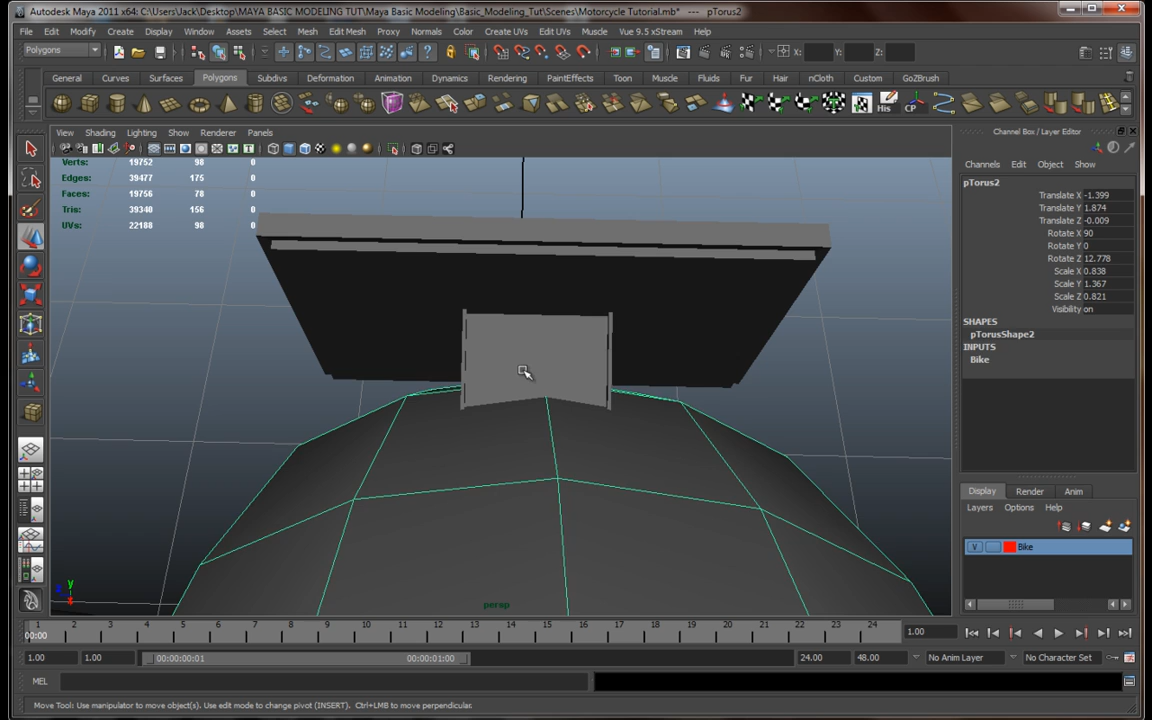 Autodesk Maya 2011 x64: C:\Users\Jack\Desktop\MAYA BASIC MODELING TUT\Maya Basic Modeling\Basic_Modeling_Tut\Scenes\Motorcycle Tutorial.mb* --- pTorus2
File Edit Modify Create Display Window Assets Select Mesh Edit Mesh Proxy Normals Color Create UVs Edit UVs Muscle Vue 9.5 xStream Help
Polygons X: Y: Z:
General Curves Surfaces Polygons Subdivs Deformation Animation Dynamics Rendering PaintEffects Toon Muscle Fluids Fur Hair nCloth Custom GoZBrush
His CP
Channel Box / Layer Editor
View Shading Lighting Show Renderer Panels
Channels Edit Object Show
Verts: 19752 98 0
Edges: 39477 175 0
Faces: 19756 78 0
Tris: 39340 156 0
UVs: 22188 98 0
pTorus2
Translate X -1.399
Translate Y 1.874
Translate Z -0.009
Rotate X 90
Rotate Y 0
Rotate Z 12.778
Scale X 0.838
Scale Y 1.367
Scale Z 0.821
Visibility on
SHAPES
pTorusShape2
INPUTS
Bike
Display Render Anim
Layers Options Help
V Bike
y
persp
1 2 3 4 5 6 7 8 9 10 11 12 13 14 15 16 17 18 19 20 21 22 23 24 1.00
00:00
1.00 1.00 00:00:00:01 00:00:01:00 24.00 48.00 No Anim Layer No Character Set
MEL
Move Tool: Use manipulator to move object(s). Use edit mode to change pivot (INSERT). Ctrl+LMB to move perpendicular.